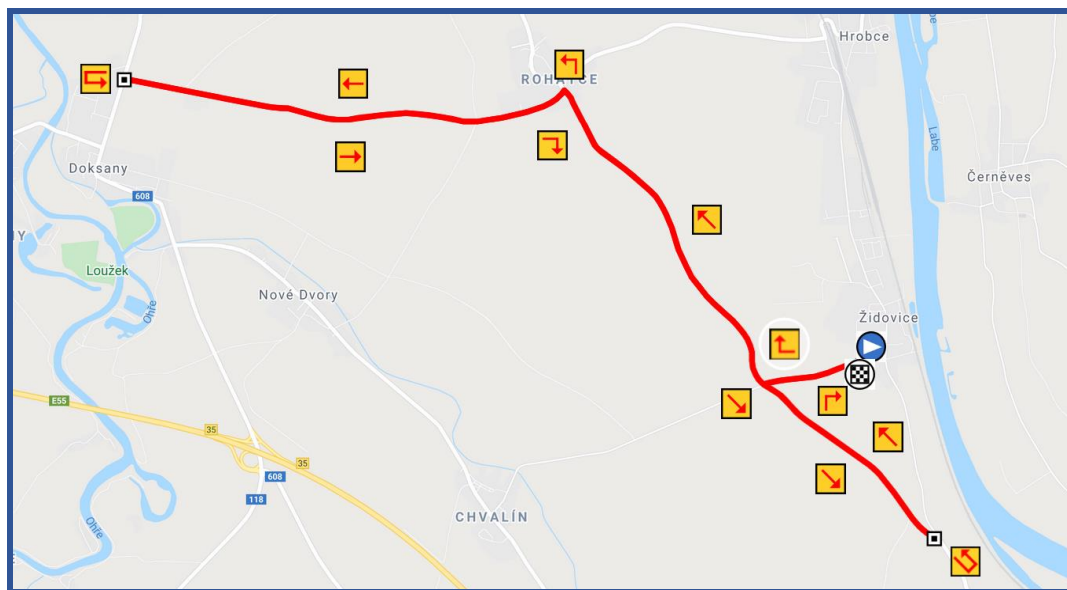 Hrobce
ROHATCE
Labe
Doksany
608
Černěves
Loužek
Nové Dvory
Ohře
Židovice
E55
35
35
608
118
CHVALÍN
Ohře